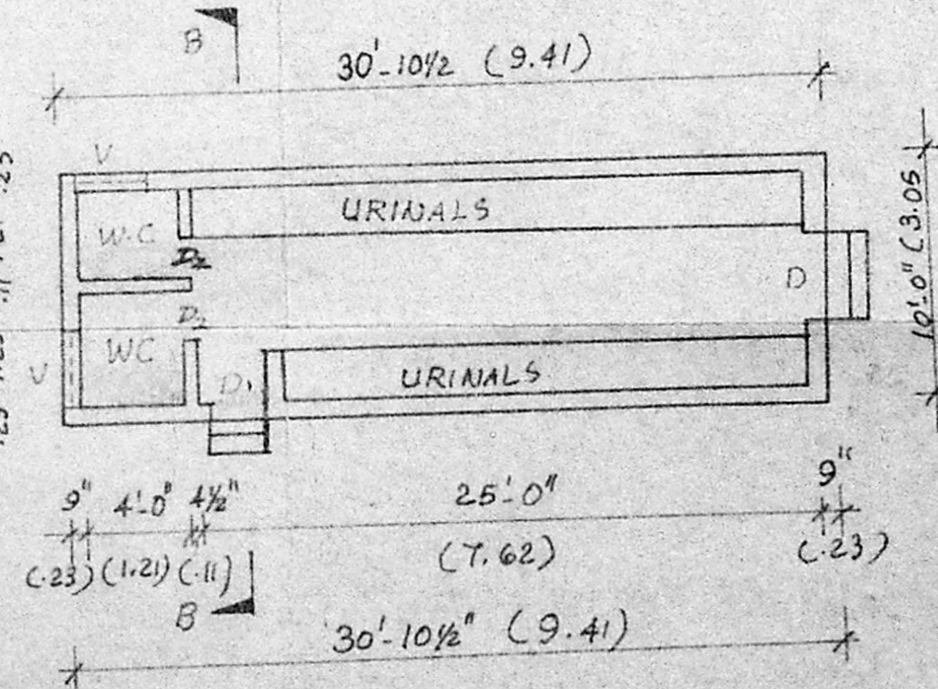 B
30'-10½ (9.41)
V
URINALS
W.C
D2
10'-0" (3.05
D
D2
WC
V
D1
URINALS
9" 4'-0" 4½" 25'-0" 9"
(.23) (1.21) (.11) (7.62) (.23)
B
30'-10½" (9.41)